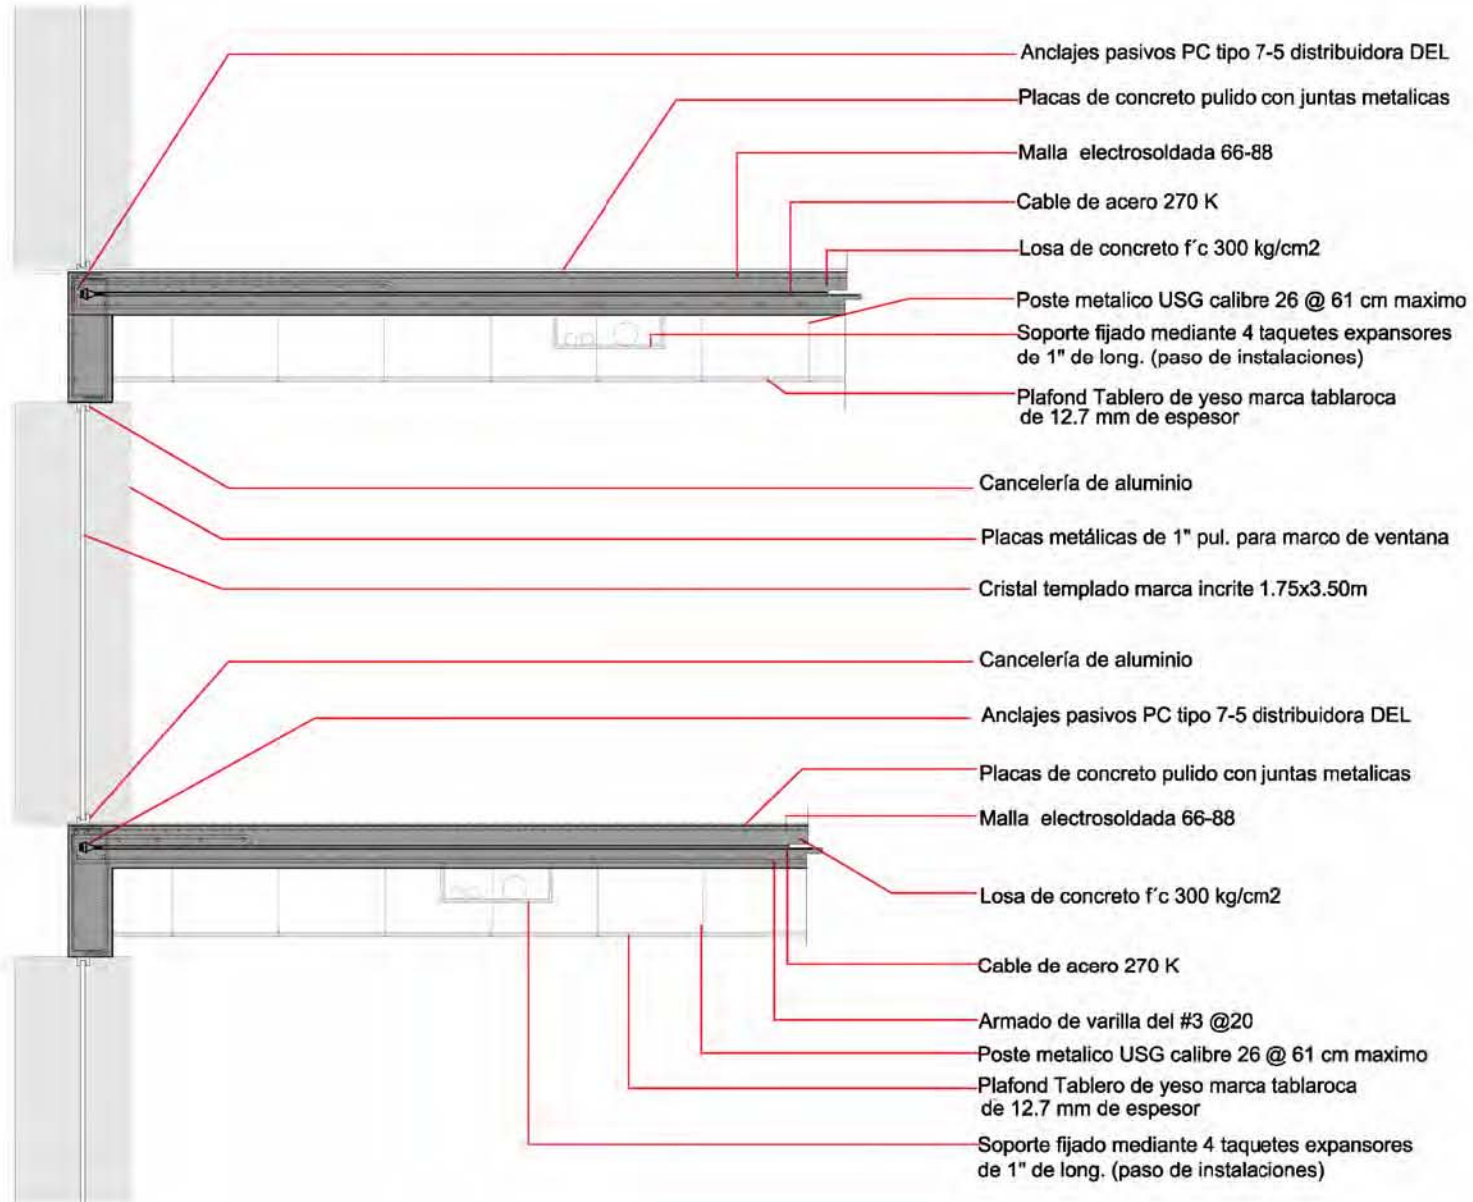 Anclajes pasivos PC tipo 7-5 distribuidora DEL
Placas de concreto pulido con juntas metalicas
Malla electrosoldada 66-88
Cable de acero 270 K
Losa de concreto f´c 300 kg/cm2
Poste metalico USG calibre 26 @ 61 cm maximo
Soporte fijado mediante 4 taquetes expansores
de 1" de long. (paso de instalaciones)
Plafond Tablero de yeso marca tablaroca
de 12.7 mm de espesor
Cancelería de aluminio
Placas metálicas de 1" pul. para marco de ventana
Cristal templado marca incrite 1.75x3.50m
Cancelería de aluminio
Anclajes pasivos PC tipo 7-5 distribuidora DEL
Placas de concreto pulido con juntas metalicas
Malla electrosoldada 66-88
Losa de concreto f´c 300 kg/cm2
Cable de acero 270 K
Armado de varilla del #3 @20
Poste metalico USG calibre 26 @ 61 cm maximo
Plafond Tablero de yeso marca tablaroca
de 12.7 mm de espesor
Soporte fijado mediante 4 taquetes expansores
de 1" de long. (paso de instalaciones)